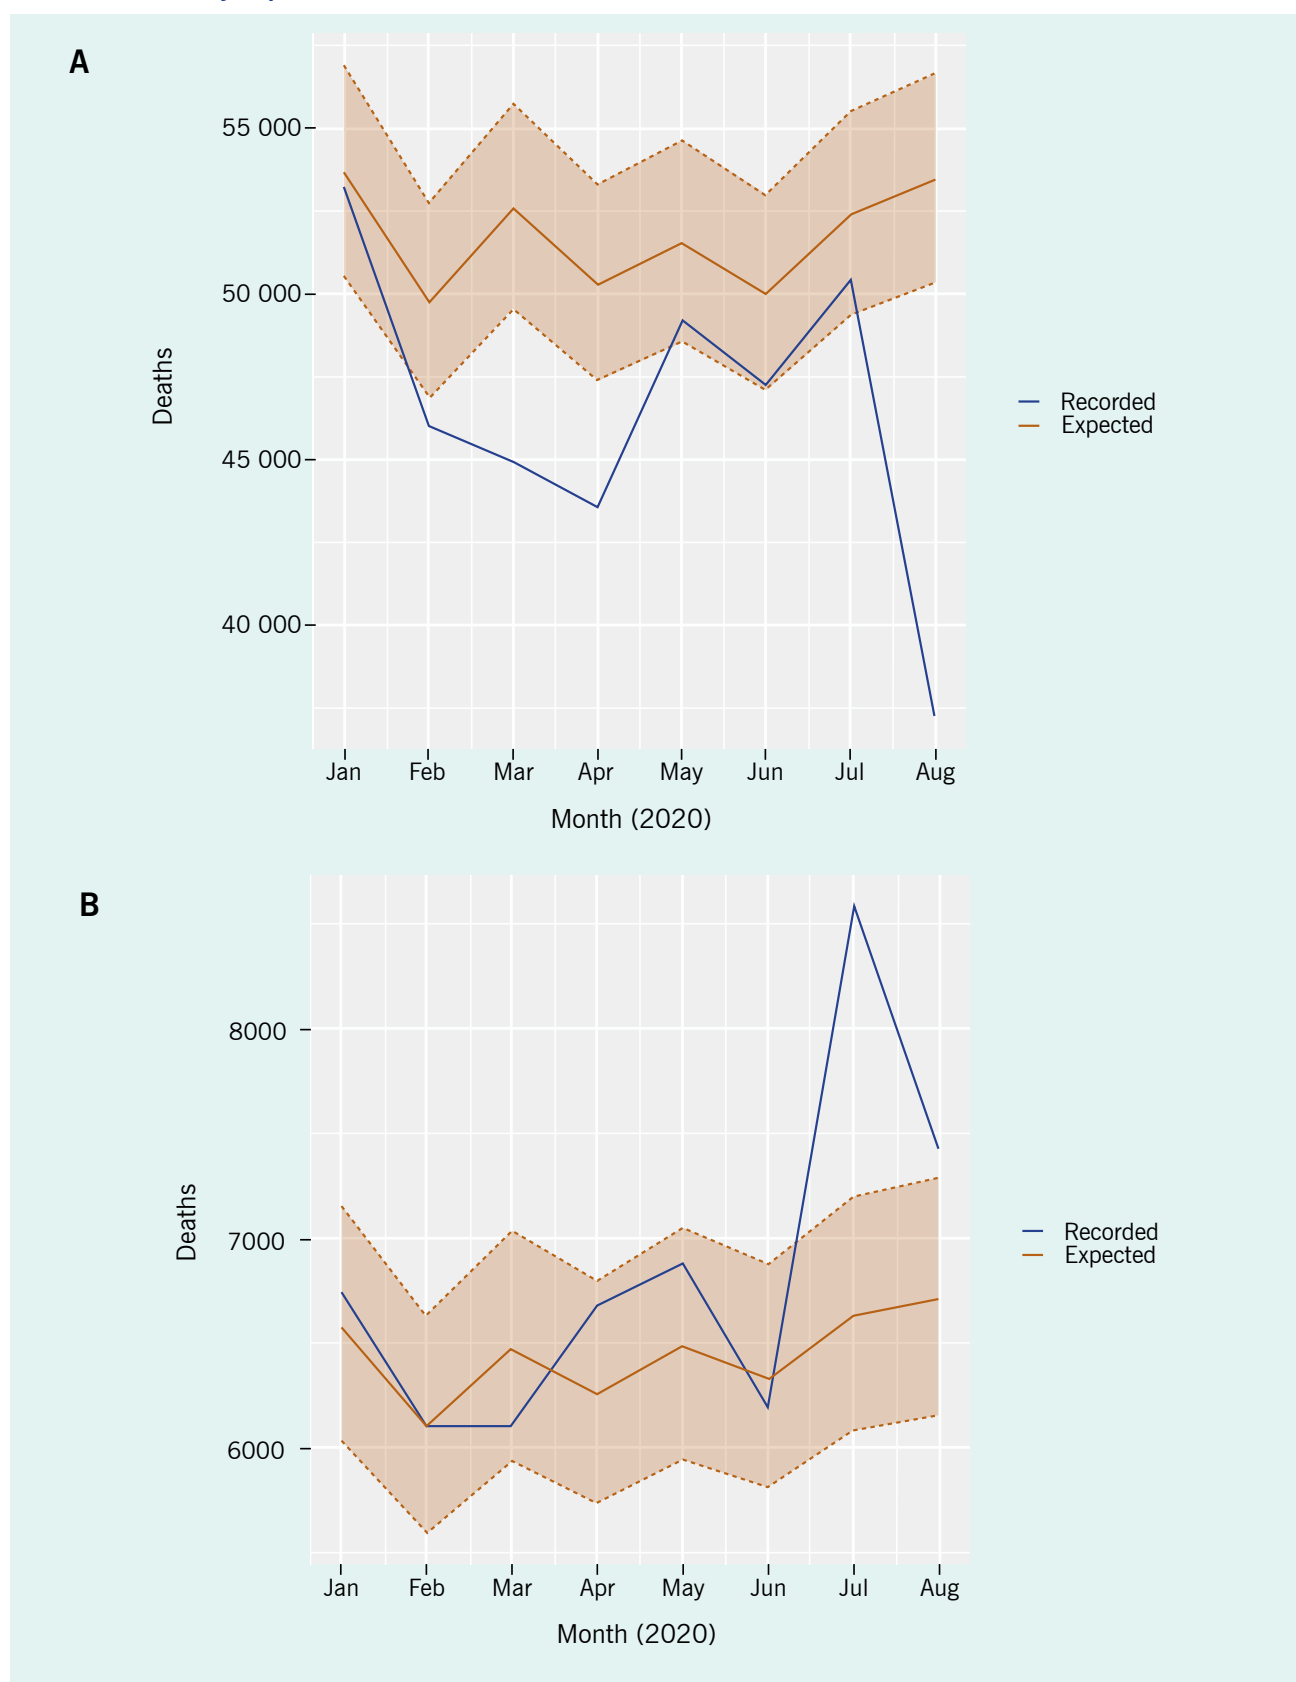 A
55 000
50 000
45 000
40 000
Deaths
Recorded
Expected
Jan Feb Mar Apr May Jun Jul Aug
Month (2020)
B
8000
7000
6000
Deaths
Recorded
Expected
Jan Feb Mar Apr May Jun Jul Aug
Month (2020)